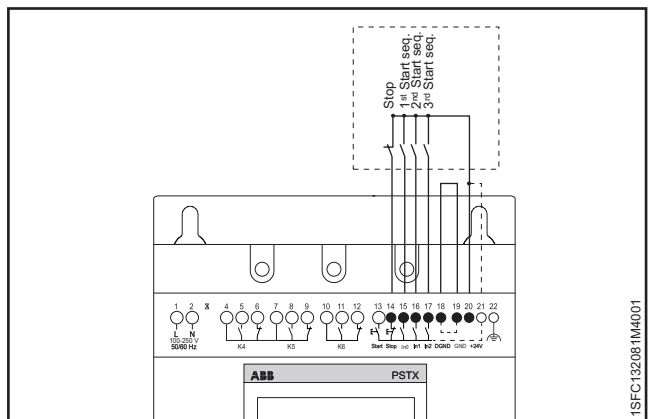 Stop
1st Start seq.
2nd Start seq.
3rd Start seq.
1 2 4 5 6 7 8 9 10 11 12 13 14 15 16 17 18 19 20 21 22
L N
100-250 V
50/60 Hz
K4 K5 K6 Start Stop In0 In1 In2 DGND GND +24V
ABB PSTX
1SFC132081M4001